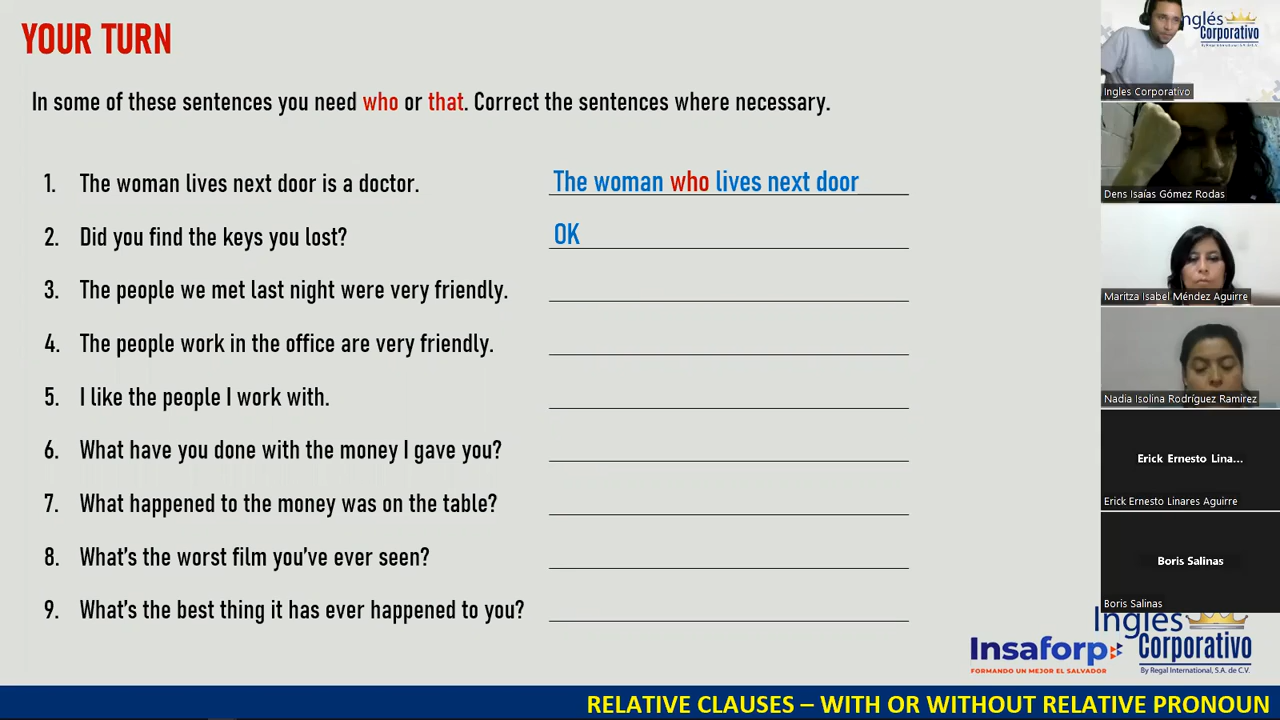 YOUR TURN
In some of these sentences you need who or that. Correct the sentences where necessary.
1. The woman lives next door is a doctor. The woman who lives next door
2. Did you find the keys you lost? OK
3. The people we met last night were very friendly.
4. The people work in the office are very friendly.
5. I like the people I work with.
6. What have you done with the money I gave you?
7. What happened to the money was on the table?
8. What's the worst film you've ever seen?
9. What's the best thing it has ever happened to you?
nglés
Corporativo
Ingles Corporativo
Dens Isaías Gómez Rodas
Maritza Isabel Méndez Aguirre
Nadia Isolina Rodríguez Ramirez
Erick Ernesto Lina...
Erick Ernesto Linares Aguirre
Boris Salinas
Boris Salinas
Inglés
Corporativo
By Regal International, S.A. de C.V.
Insaforp
FORMANDO UN MEJOR EL SALVADOR
RELATIVE CLAUSES – WITH OR WITHOUT RELATIVE PRONOUN